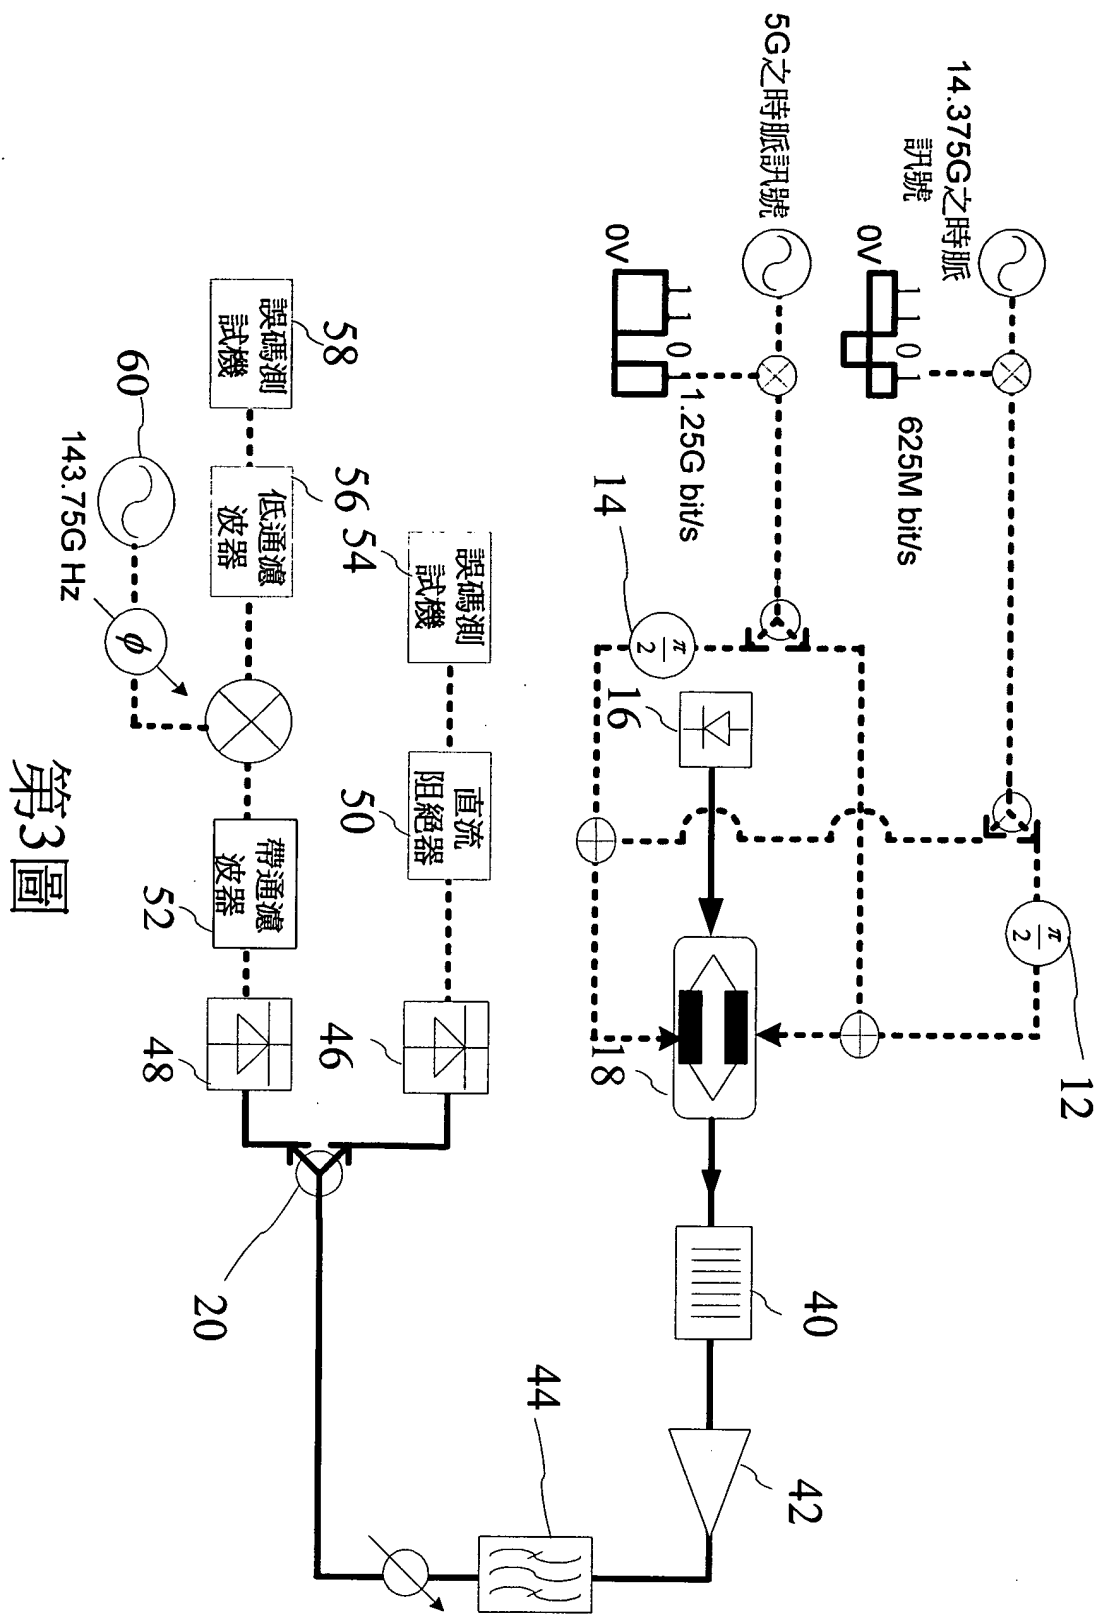 14.375G之時脈
訊號
0V
1
1
0
1
625M bit/s
5G之時脈訊號
0V
1
1
0
1
1.25G bit/s
12
14
π
2
π
2
16
18
40
42
44
54
誤碼測
試機
直流
阻絕器
50
46
58
誤碼測
試機
56
低通濾
波器
帶通濾
波器
52
48
20
60
143.75G Hz
ϕ
第3圖